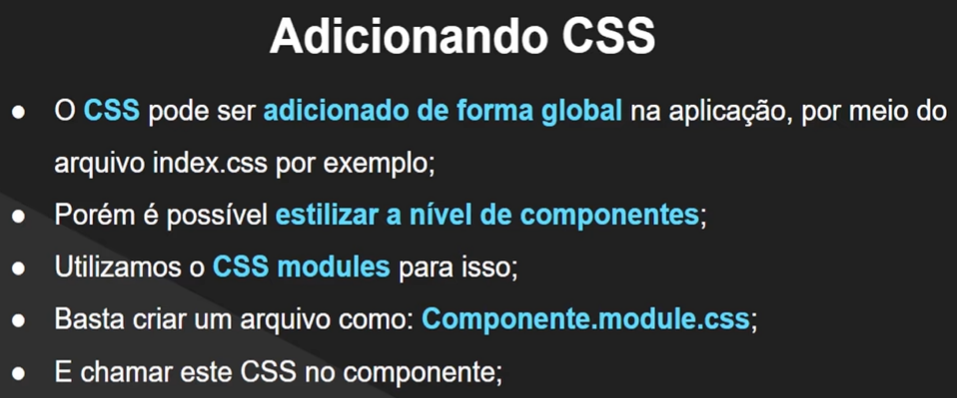 Adicionando CSS
● O CSS pode ser adicionado de forma global na aplicação, por meio do
arquivo index.css por exemplo;
● Porém é possível estilizar a nível de componentes;
● Utilizamos o CSS modules para isso;
● Basta criar um arquivo como: Componente.module.css;
● E chamar este CSS no componente;